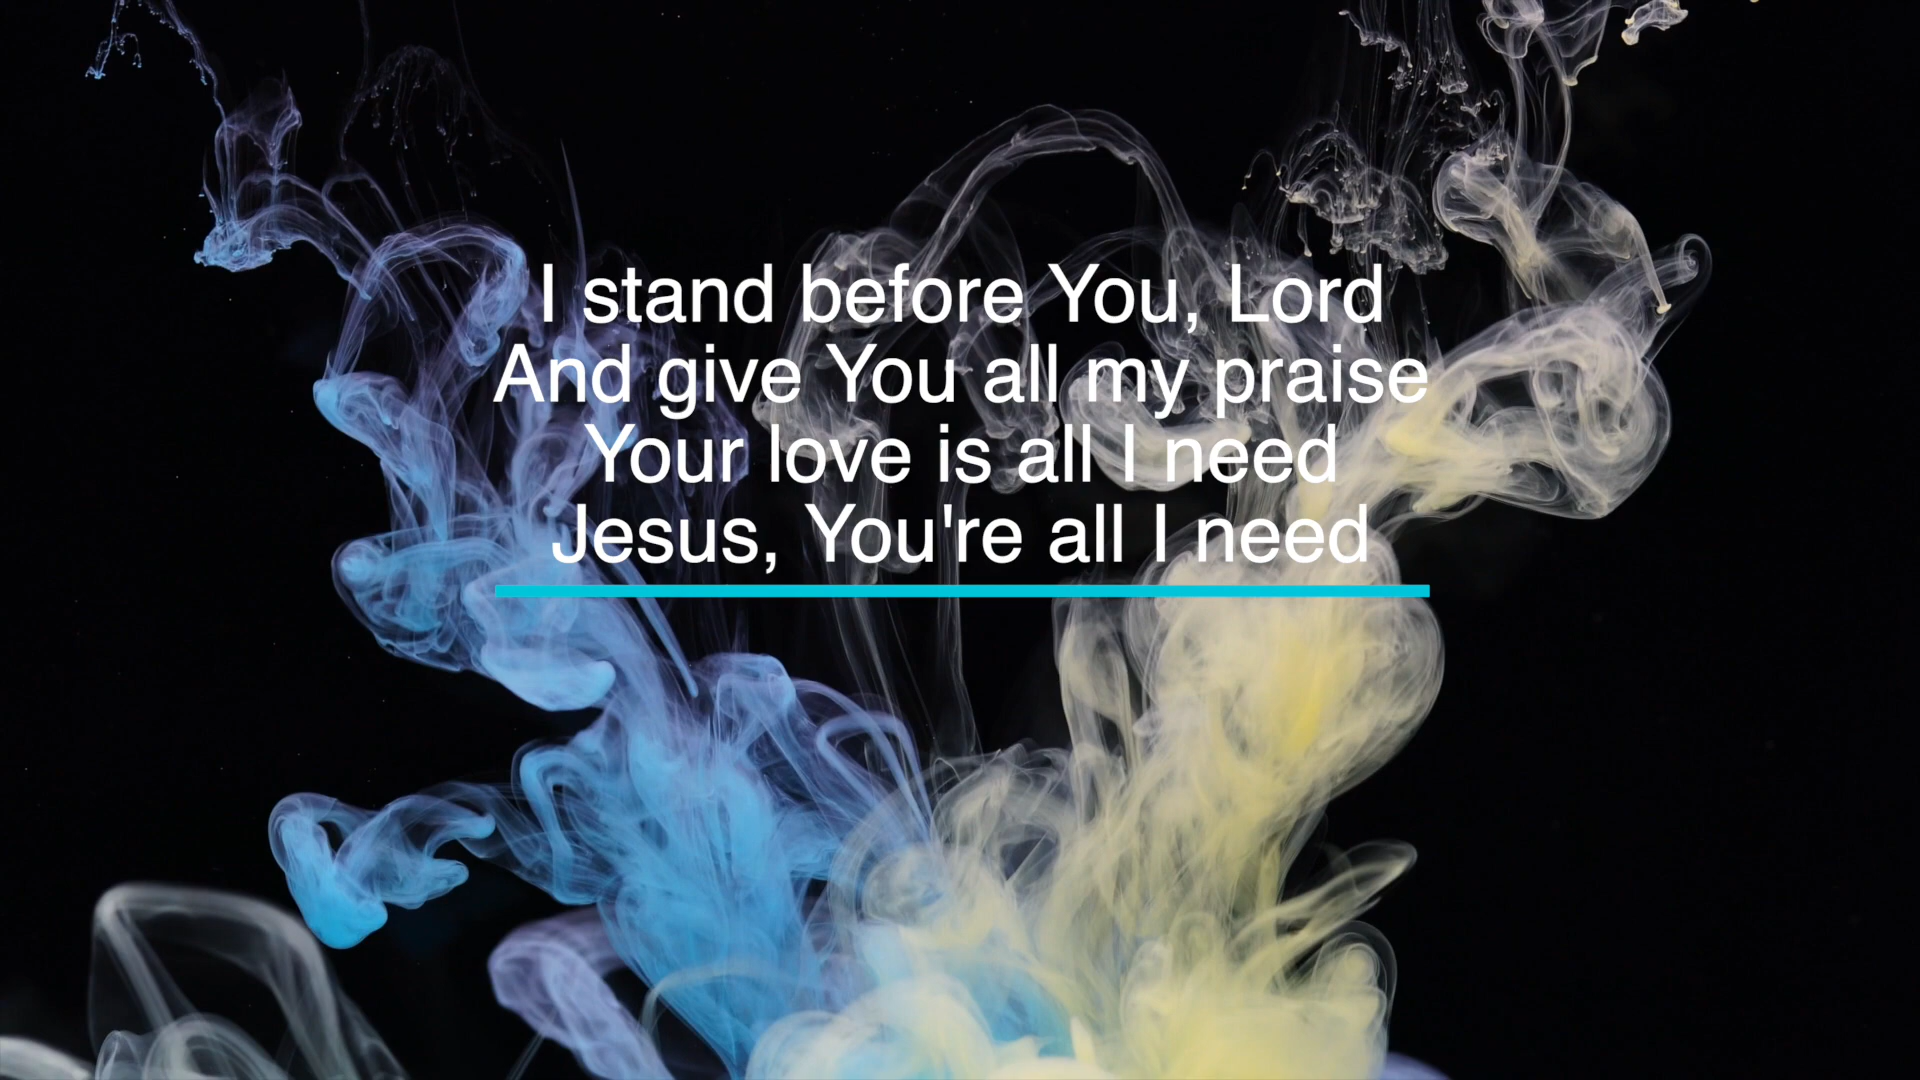 I stand before You, Lord
And give You all my praise
Your love is all I need
Jesus, You're all I need